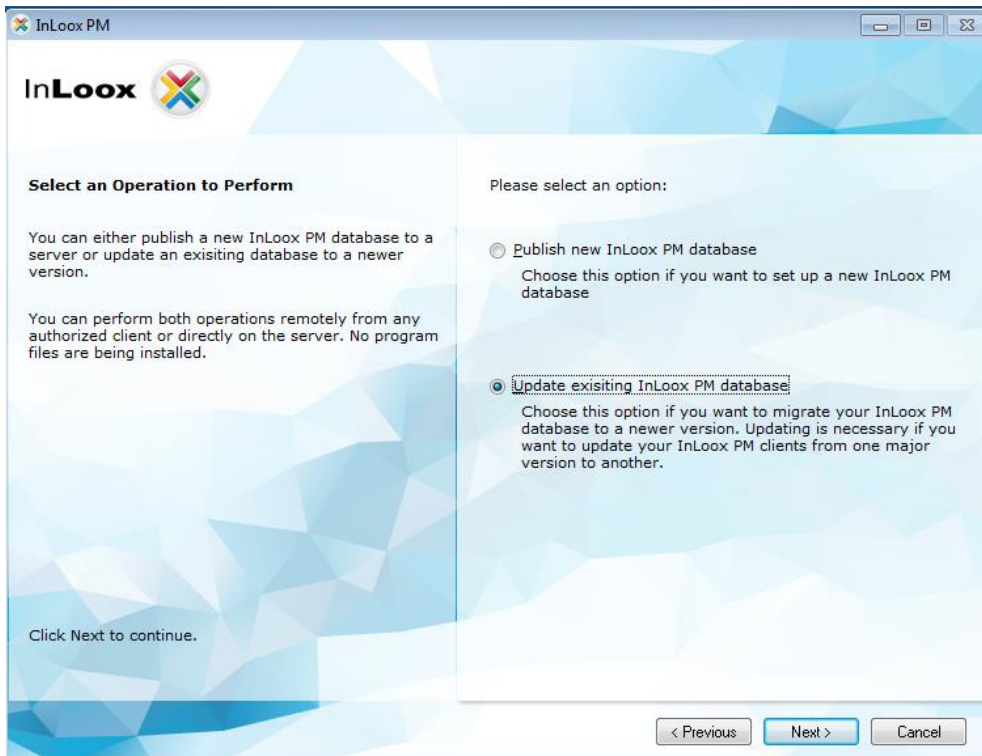 InLoox PM
InLoox
Select an Operation to Perform
You can either publish a new InLoox PM database to a
server or update an exisiting database to a newer
version.
You can perform both operations remotely from any
authorized client or directly on the server. No program
files are being installed.
Click Next to continue.
Please select an option:
Publish new InLoox PM database
Choose this option if you want to set up a new InLoox PM
database
Update exisiting InLoox PM database
Choose this option if you want to migrate your InLoox PM
database to a newer version. Updating is necessary if you
want to update your InLoox PM clients from one major
version to another.
< Previous
Next >
Cancel